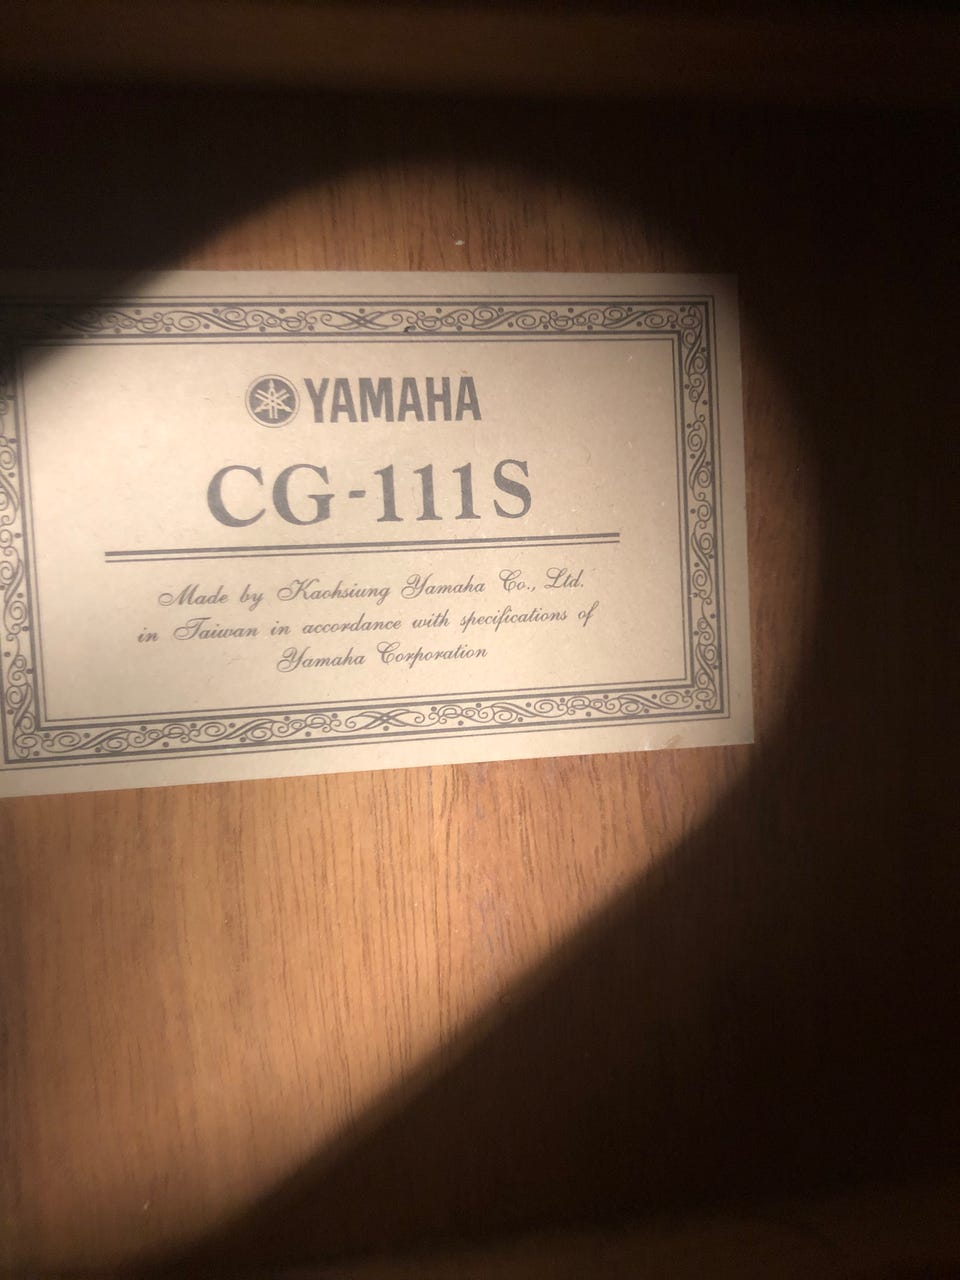 YAMAHA
CG-111S
Made by Kaohsiung Yamaha Co., Ltd.
in Taiwan in accordance with specifications of
Yamaha Corporation